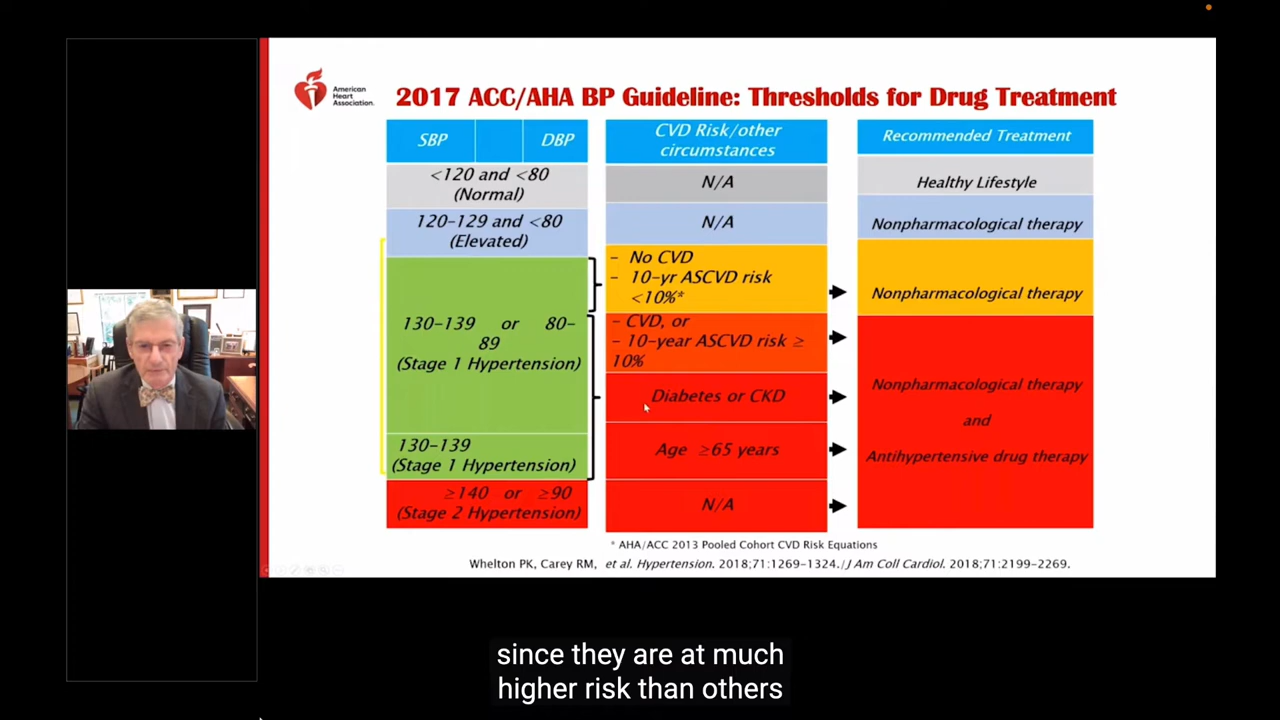 American
Heart
Association.
2017 ACC/AHA BP Guideline: Thresholds for Drug Treatment
SBP DBP
CVD Risk/other
circumstances
Recommended Treatment
<120 and <80
(Normal)
N/A
Healthy Lifestyle
120-129 and <80
(Elevated)
N/A
Nonpharmacological therapy
130-139 or 80-
89
(Stage 1 Hypertension)
- No CVD
- 10-yr ASCVD risk
<10%*
Nonpharmacological therapy
- CVD, or
- 10-year ASCVD risk ≥
10%
Diabetes or CKD
130-139
(Stage 1 Hypertension)
Age ≥65 years
≥140 or ≥90
(Stage 2 Hypertension)
N/A
Nonpharmacological therapy
and
Antihypertensive drug therapy
* AHA/ACC 2013 Pooled Cohort CVD Risk Equations
Whelton PK, Carey RM, et al. Hypertension. 2018;71:1269-1324./J Am Coll Cardiol. 2018;71:2199-2269.
since they are at much
higher risk than others